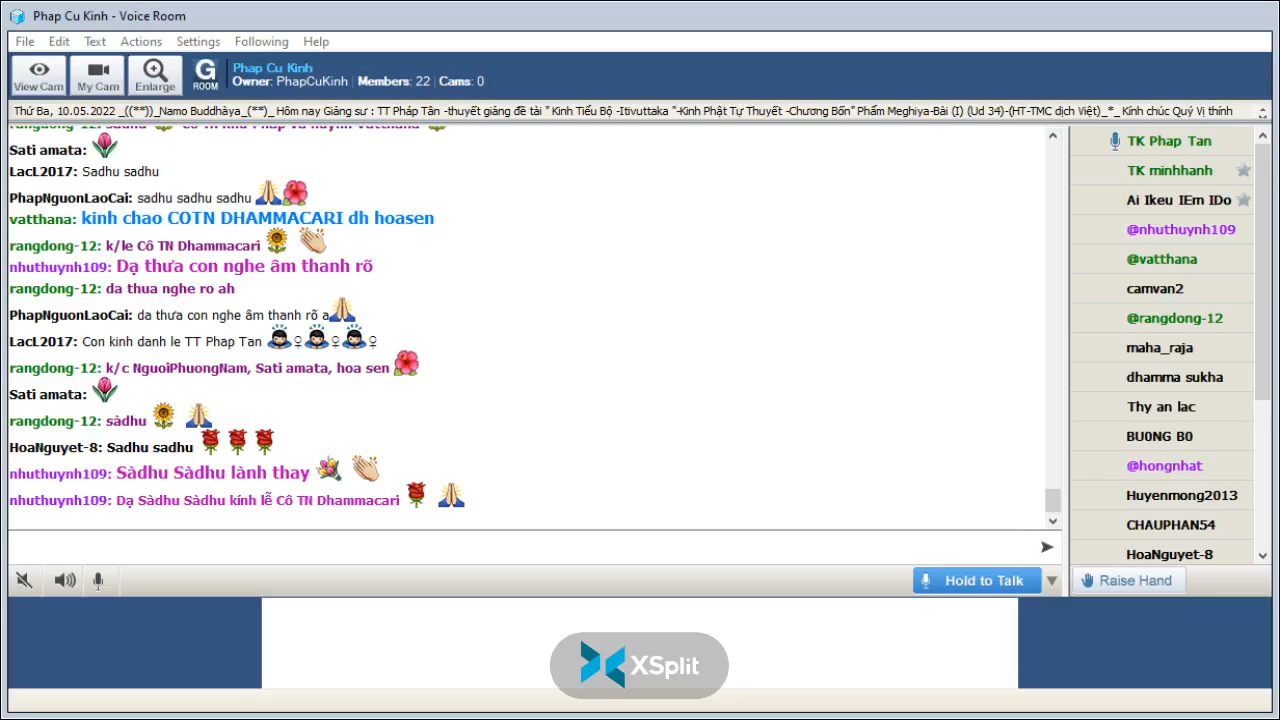 Phap Cu Kinh - Voice Room
File Edit Text Actions Settings Following Help
View Cam My Cam Enlarge G ROOM
Phap Cu Kinh
Owner: PhapCuKinh | Members: 22 | Cams: 0
Thứ Ba, 10.05.2022 _((**))_Namo Buddhàya_(**)_ Hôm nay Giảng sư : TT Pháp Tân -thuyết giảng đề tài " Kinh Tiểu Bộ -Itivuttaka "-Kinh Phật Tự Thuyết -Chương Bốn" Phẩm Meghiya-Bài (I) (Ud 34)-(HT-TMC dịch Việt)_*_ Kính chúc Quý Vị thính
Sati amata:
LacL2017: Sadhu sadhu
PhapNguonLaoCai: sadhu sadhu sadhu
vatthana: kinh chao COTN DHAMMACARI dh hoasen
rangdong-12: k/le Cô TN Dhammacari
nhuthuynh109: Dạ thưa con nghe âm thanh rõ
rangdong-12: da thua nghe ro ah
PhapNguonLaoCai: da thưa con nghe âm thanh rõ a
LacL2017: Con kinh danh le TT Phap Tan
rangdong-12: k/c NguoiPhuongNam, Sati amata, hoa sen
Sati amata:
rangdong-12: sàdhu
HoaNguyet-8: Sadhu sadhu
nhuthuynh109: Sàdhu Sàdhu lành thay
nhuthuynh109: Dạ Sàdhu Sàdhu kính lễ Cô TN Dhammacari
TK Phap Tan
TK minhhanh
Ai Ikeu IEm IDo
@nhuthuynh109
@vatthana
camvan2
@rangdong-12
maha_raja
dhamma sukha
Thy an lac
BU0NG B0
@hongnhat
Huyenmong2013
CHAUPHAN54
HoaNguyet-8
Hold to Talk
Raise Hand
XSplit